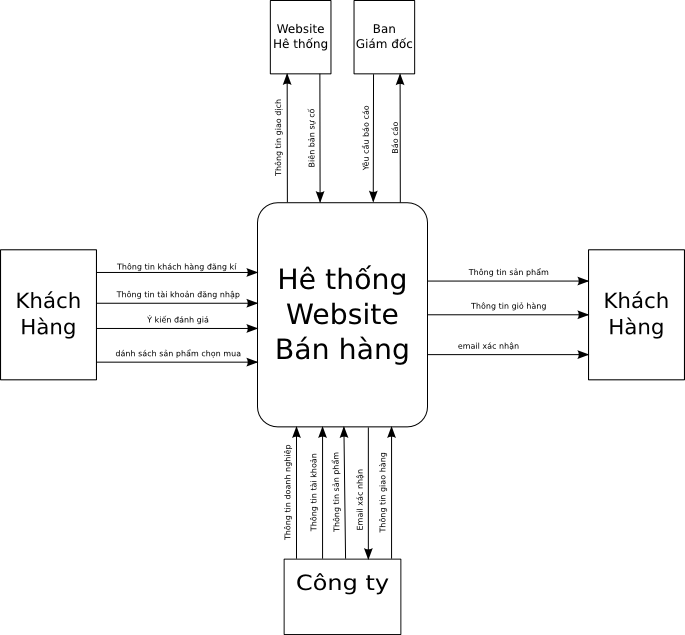 Website
Hê thống
Ban
Giám đốc
Thông tin giao dịch
Biên bản sự cố
Yêu cầu báo cáo
Báo cáo
Khách
Hàng
Thông tin khách hàng đăng kí
Thông tin tài khoản đăng nhập
Ý kiến đánh giá
dánh sách sản phẩm chọn mua
Hê thống
Website
Bán hàng
Thông tin sản phẩm
Thông tin giỏ hàng
email xác nhận
Khách
Hàng
Thông tin doanh nghiệp
Thông tin tài khoản
Thông tin sản phẩm
Email xác nhận
Thông tin giao hàng
Công ty